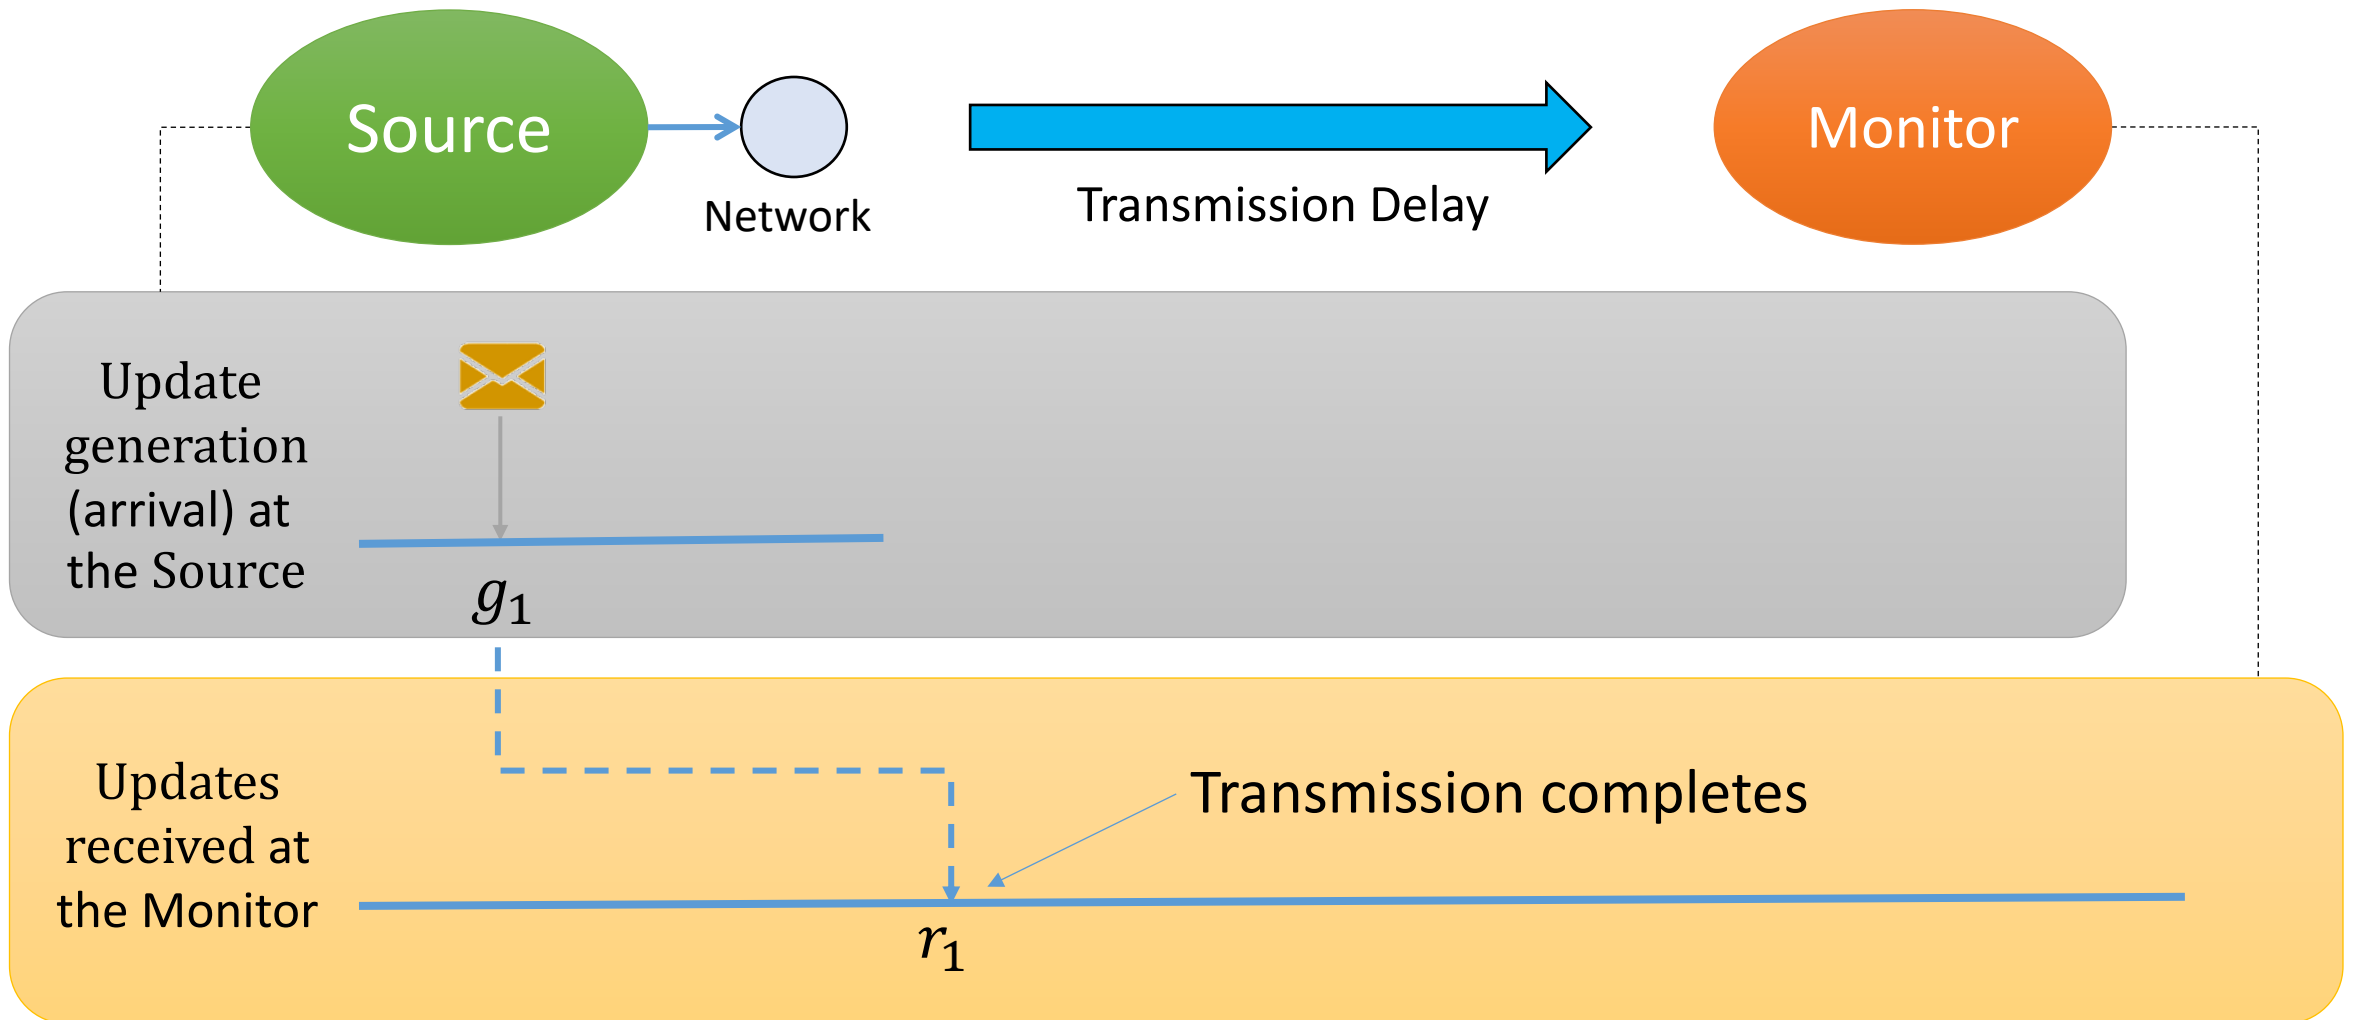 Source
Network
Transmission Delay
Monitor
Update
generation
(arrival) at
the Source
g₁
Updates
received at
the Monitor
Transmission completes
r₁